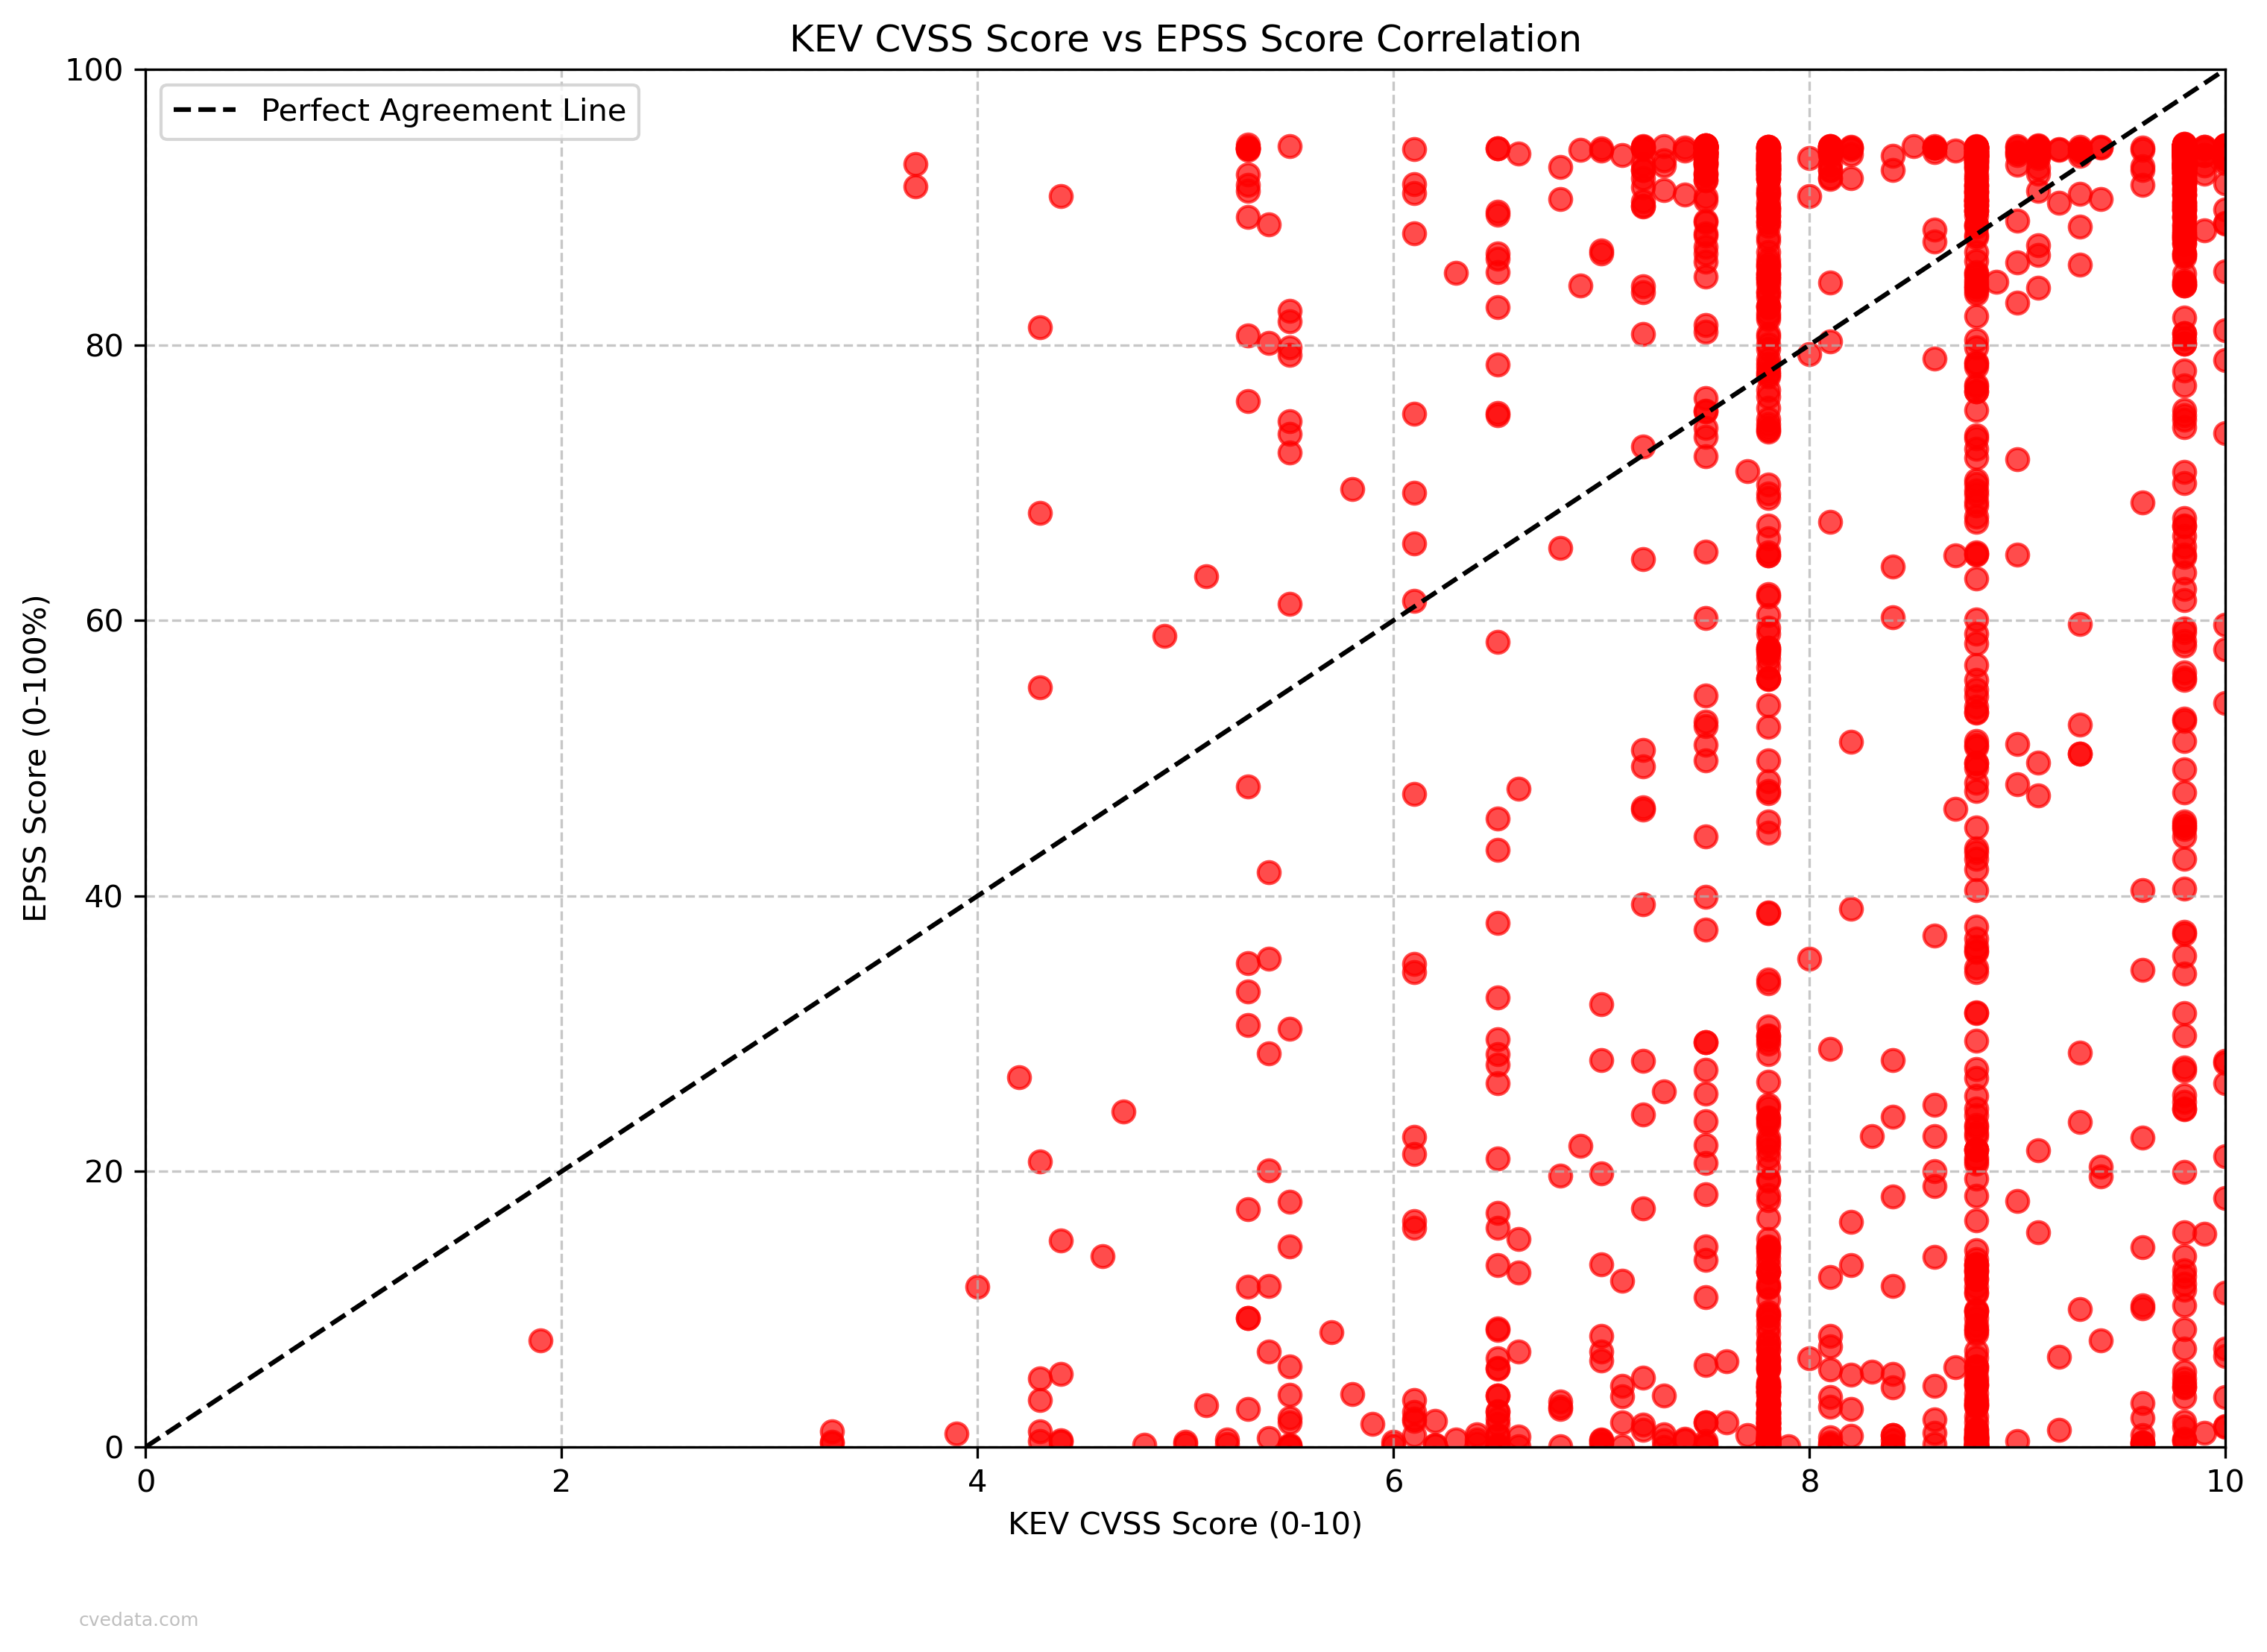 KEV CVSS Score vs EPSS Score Correlation
Perfect Agreement Line
EPSS Score (0-100%)
100
80
60
40
20
0
0 2 4 6 8 10
KEV CVSS Score (0-10)
cvedata.com